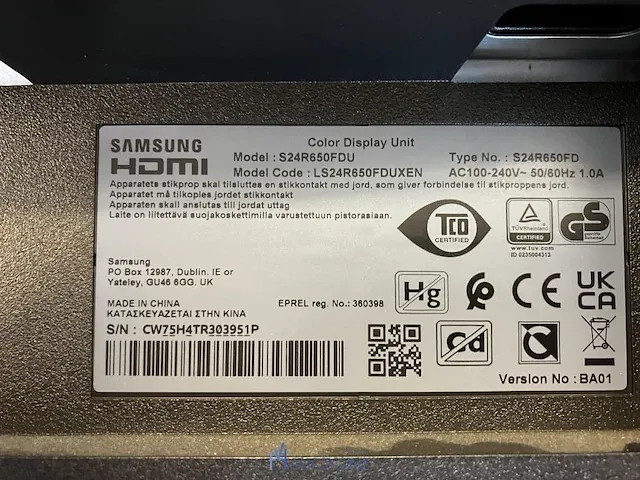 SAMSUNG
HDMI
Color Display Unit
Model : S24R650FDU
Type No. : S24R650FD
Model Code : LS24R650FDUXEN
AC100-240V~ 50/60Hz 1.0A
Apparatets stikprop skal tilsluttes en stikkontakt med jord, som giver forbindelse til stikproppens jord.
Apparatet må tilkoples jordet stikkontakt
Apparaten skall anslutas till jordat uttag
Laite on liitettävä suojakoskettimilla varustettuun pistorasiaan.
TCO
CERTIFIED
TÜVRheinland
CERTIFIED
www.tuv.com
ID 0235004313
GS
geprüfte
Sicherheit
Samsung
PO Box 12987, Dublin. IE or
Yateley, GU46 6GG. UK
Hg
CE
UK
CA
MADE IN CHINA
EPREL reg. No.: 360398
ΚΑΤΑΣΚΕΥΑΖΕΤΑΙ ΣΤΗΝ ΚΙΝΑ
S/N : CW75H4TR303951P
Cd
C
Version No : BA01